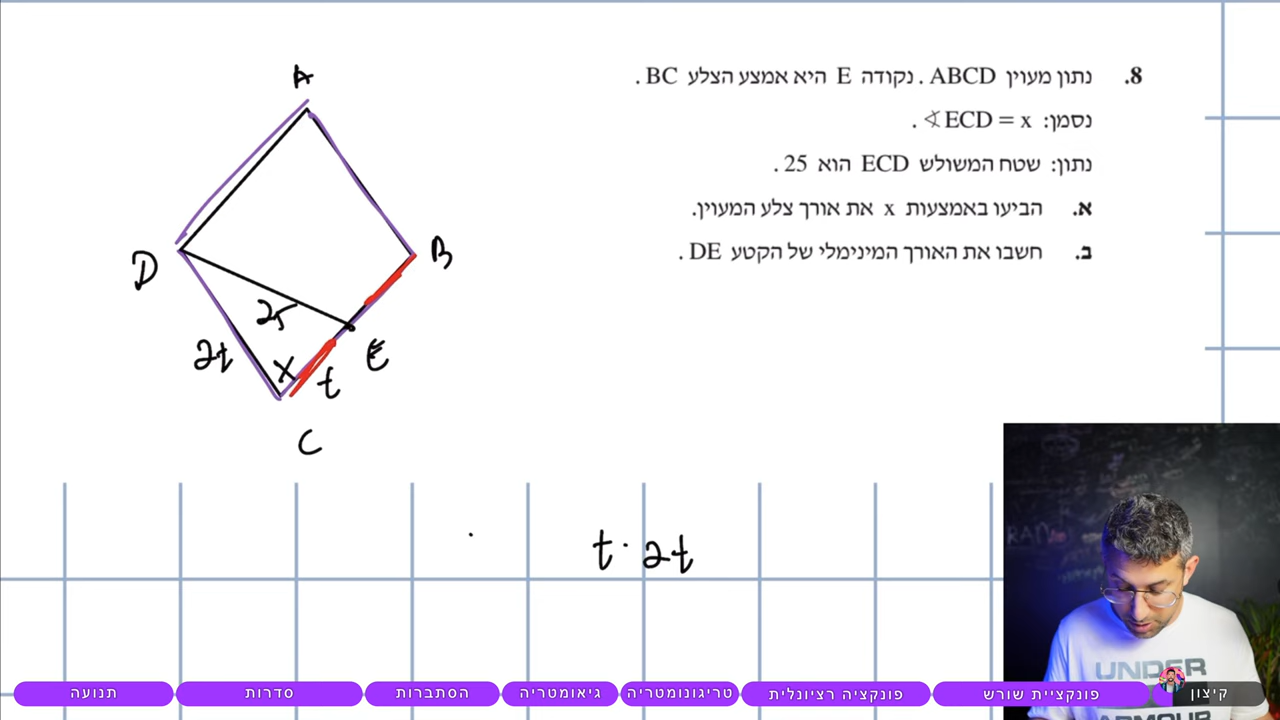 8. נתון מעוין ABCD. נקודה E היא אמצע הצלע BC.
נסמן: ∢ECD = x.
נתון: שטח המשולש ECD הוא 25.
א. הביעו באמצעות x את אורך צלע המעוין.
ב. חשבו את האורך המינימלי של הקטע DE.
A
B
D
25
2t
x
t
E
C
t · 2t
UNDER
ARMOUR
תנועה
סדרות
הסתברות
גיאומטריה
טריגונומטריה
פונקציה רציונלית
פונקציית שורש
קיצון